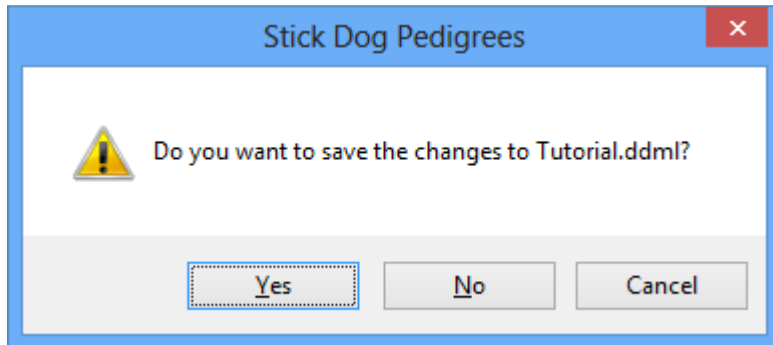 Stick Dog Pedigrees
Do you want to save the changes to Tutorial.ddml?
Yes No Cancel